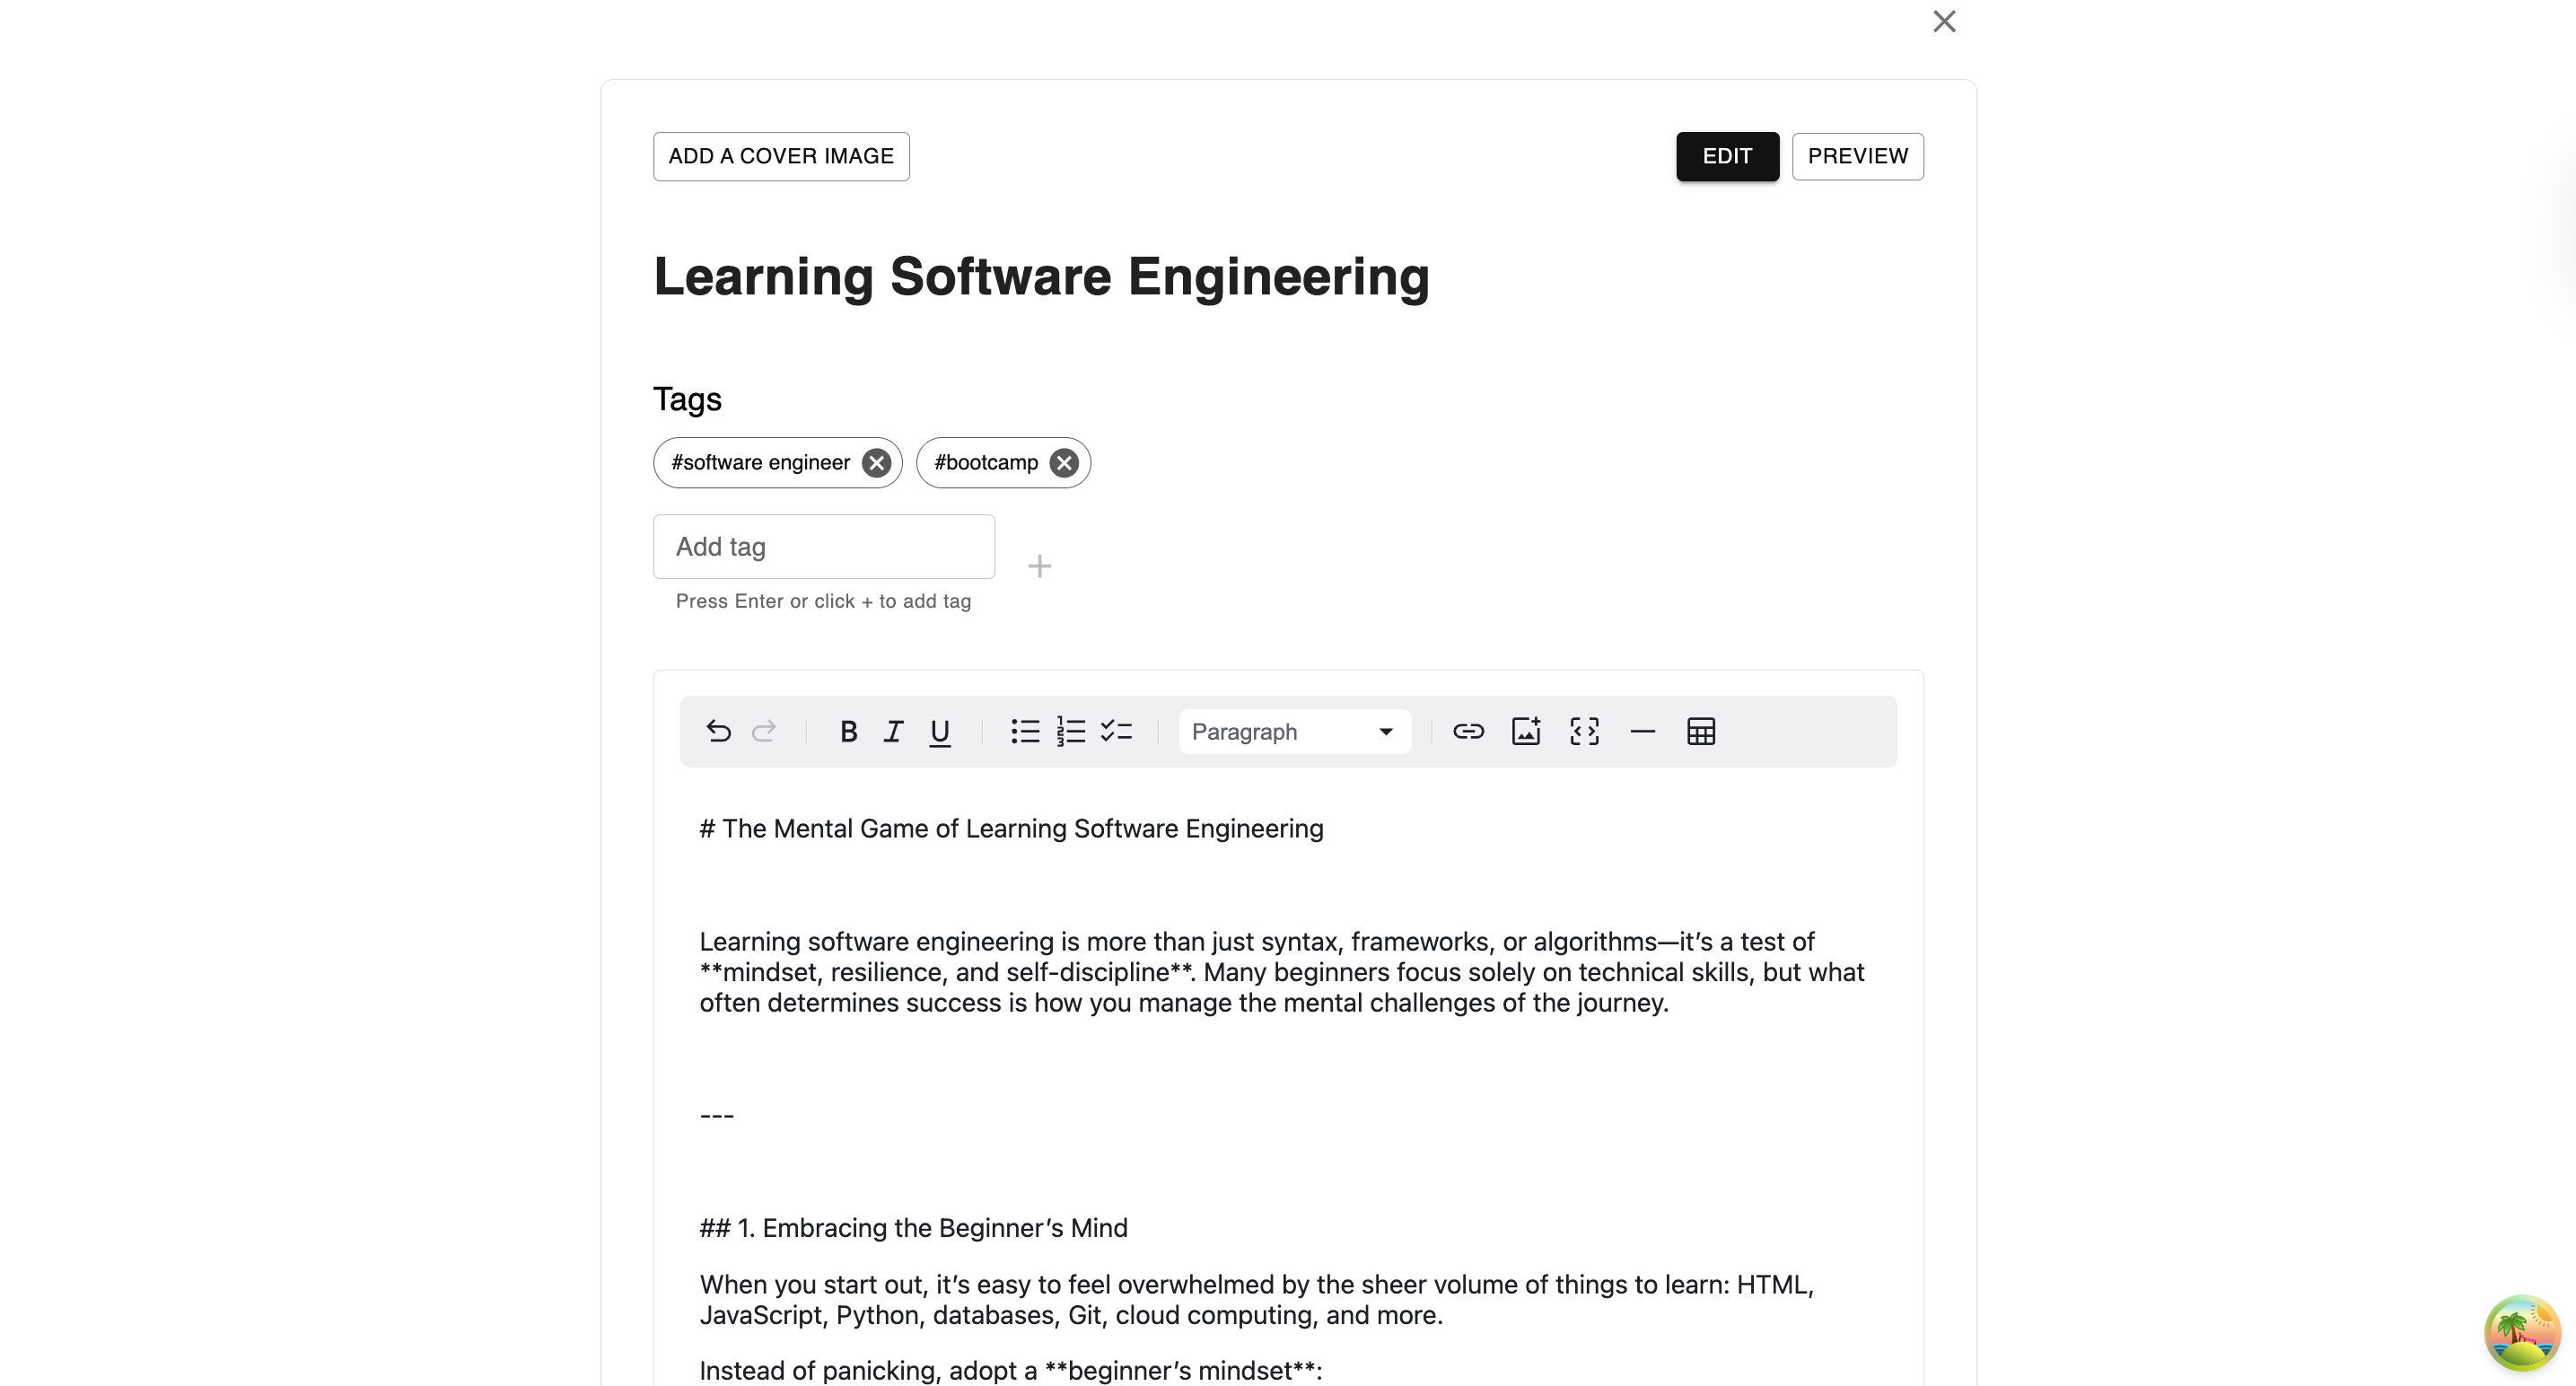 ADD A COVER IMAGE
EDIT
PREVIEW
Learning Software Engineering
Tags
#software engineer
#bootcamp
Add tag
Press Enter or click + to add tag
B I U
Paragraph
# The Mental Game of Learning Software Engineering
Learning software engineering is more than just syntax, frameworks, or algorithms—it’s a test of
**mindset, resilience, and self-discipline**. Many beginners focus solely on technical skills, but what
often determines success is how you manage the mental challenges of the journey.
---
## 1. Embracing the Beginner’s Mind
When you start out, it’s easy to feel overwhelmed by the sheer volume of things to learn: HTML,
JavaScript, Python, databases, Git, cloud computing, and more.
Instead of panicking, adopt a **beginner’s mindset**: